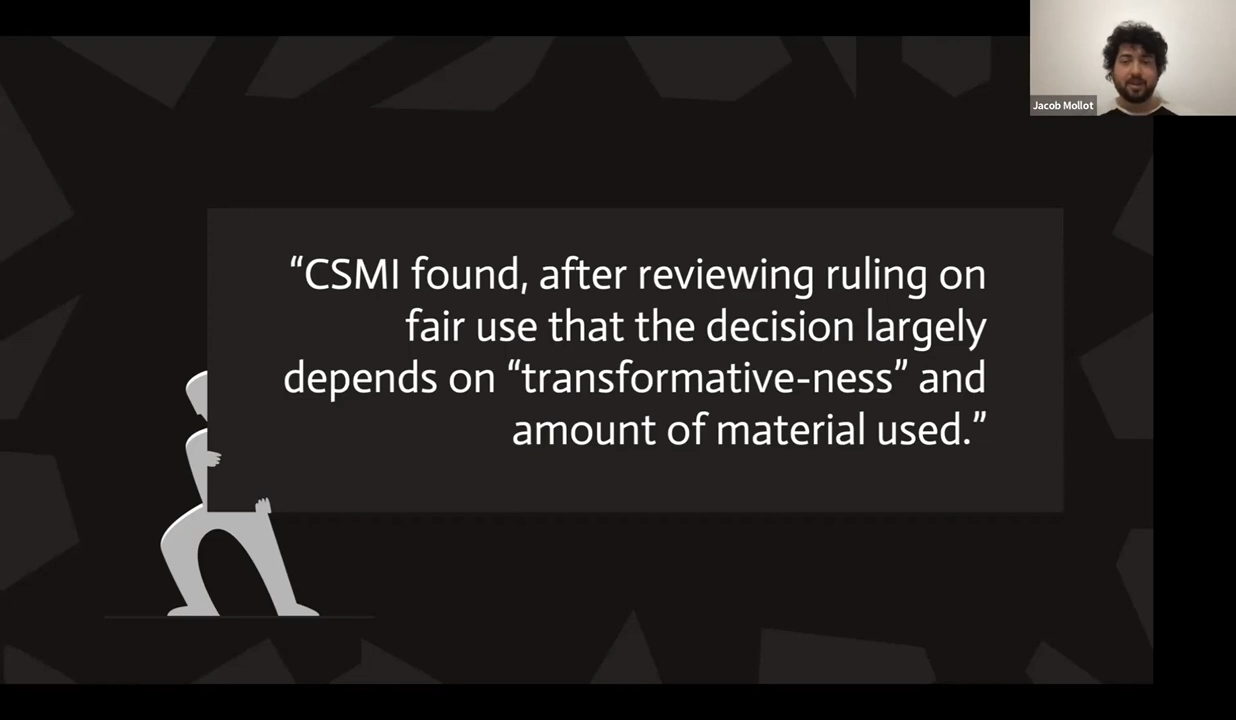 Jacob Mollot
“CSMI found, after reviewing ruling on
fair use that the decision largely
depends on “transformative-ness” and
amount of material used.”